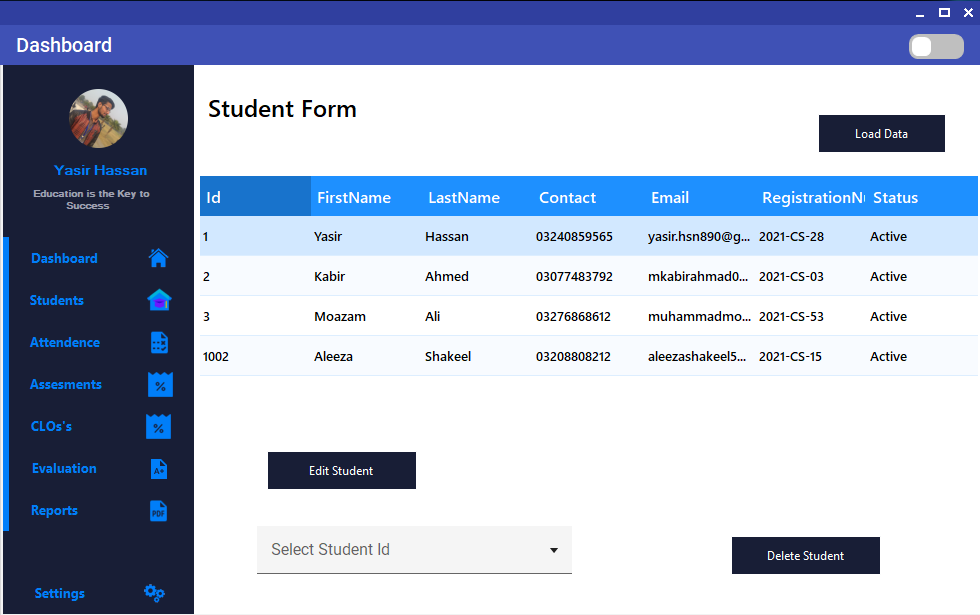 Dashboard
Yasir Hassan
Education is the Key to
Success
Dashboard
Students
Attendence
Assesments
CLOs's
Evaluation
Reports
Settings
Student Form
Load Data
Id FirstName LastName Contact Email RegistrationNu Status
1 Yasir Hassan 03240859565 yasir.hsn890@g... 2021-CS-28 Active
2 Kabir Ahmed 03077483792 mkabirahmad0... 2021-CS-03 Active
3 Moazam Ali 03276868612 muhammadmo... 2021-CS-53 Active
1002 Aleeza Shakeel 03208808212 aleezashakeel5... 2021-CS-15 Active
Edit Student
Select Student Id
Delete Student